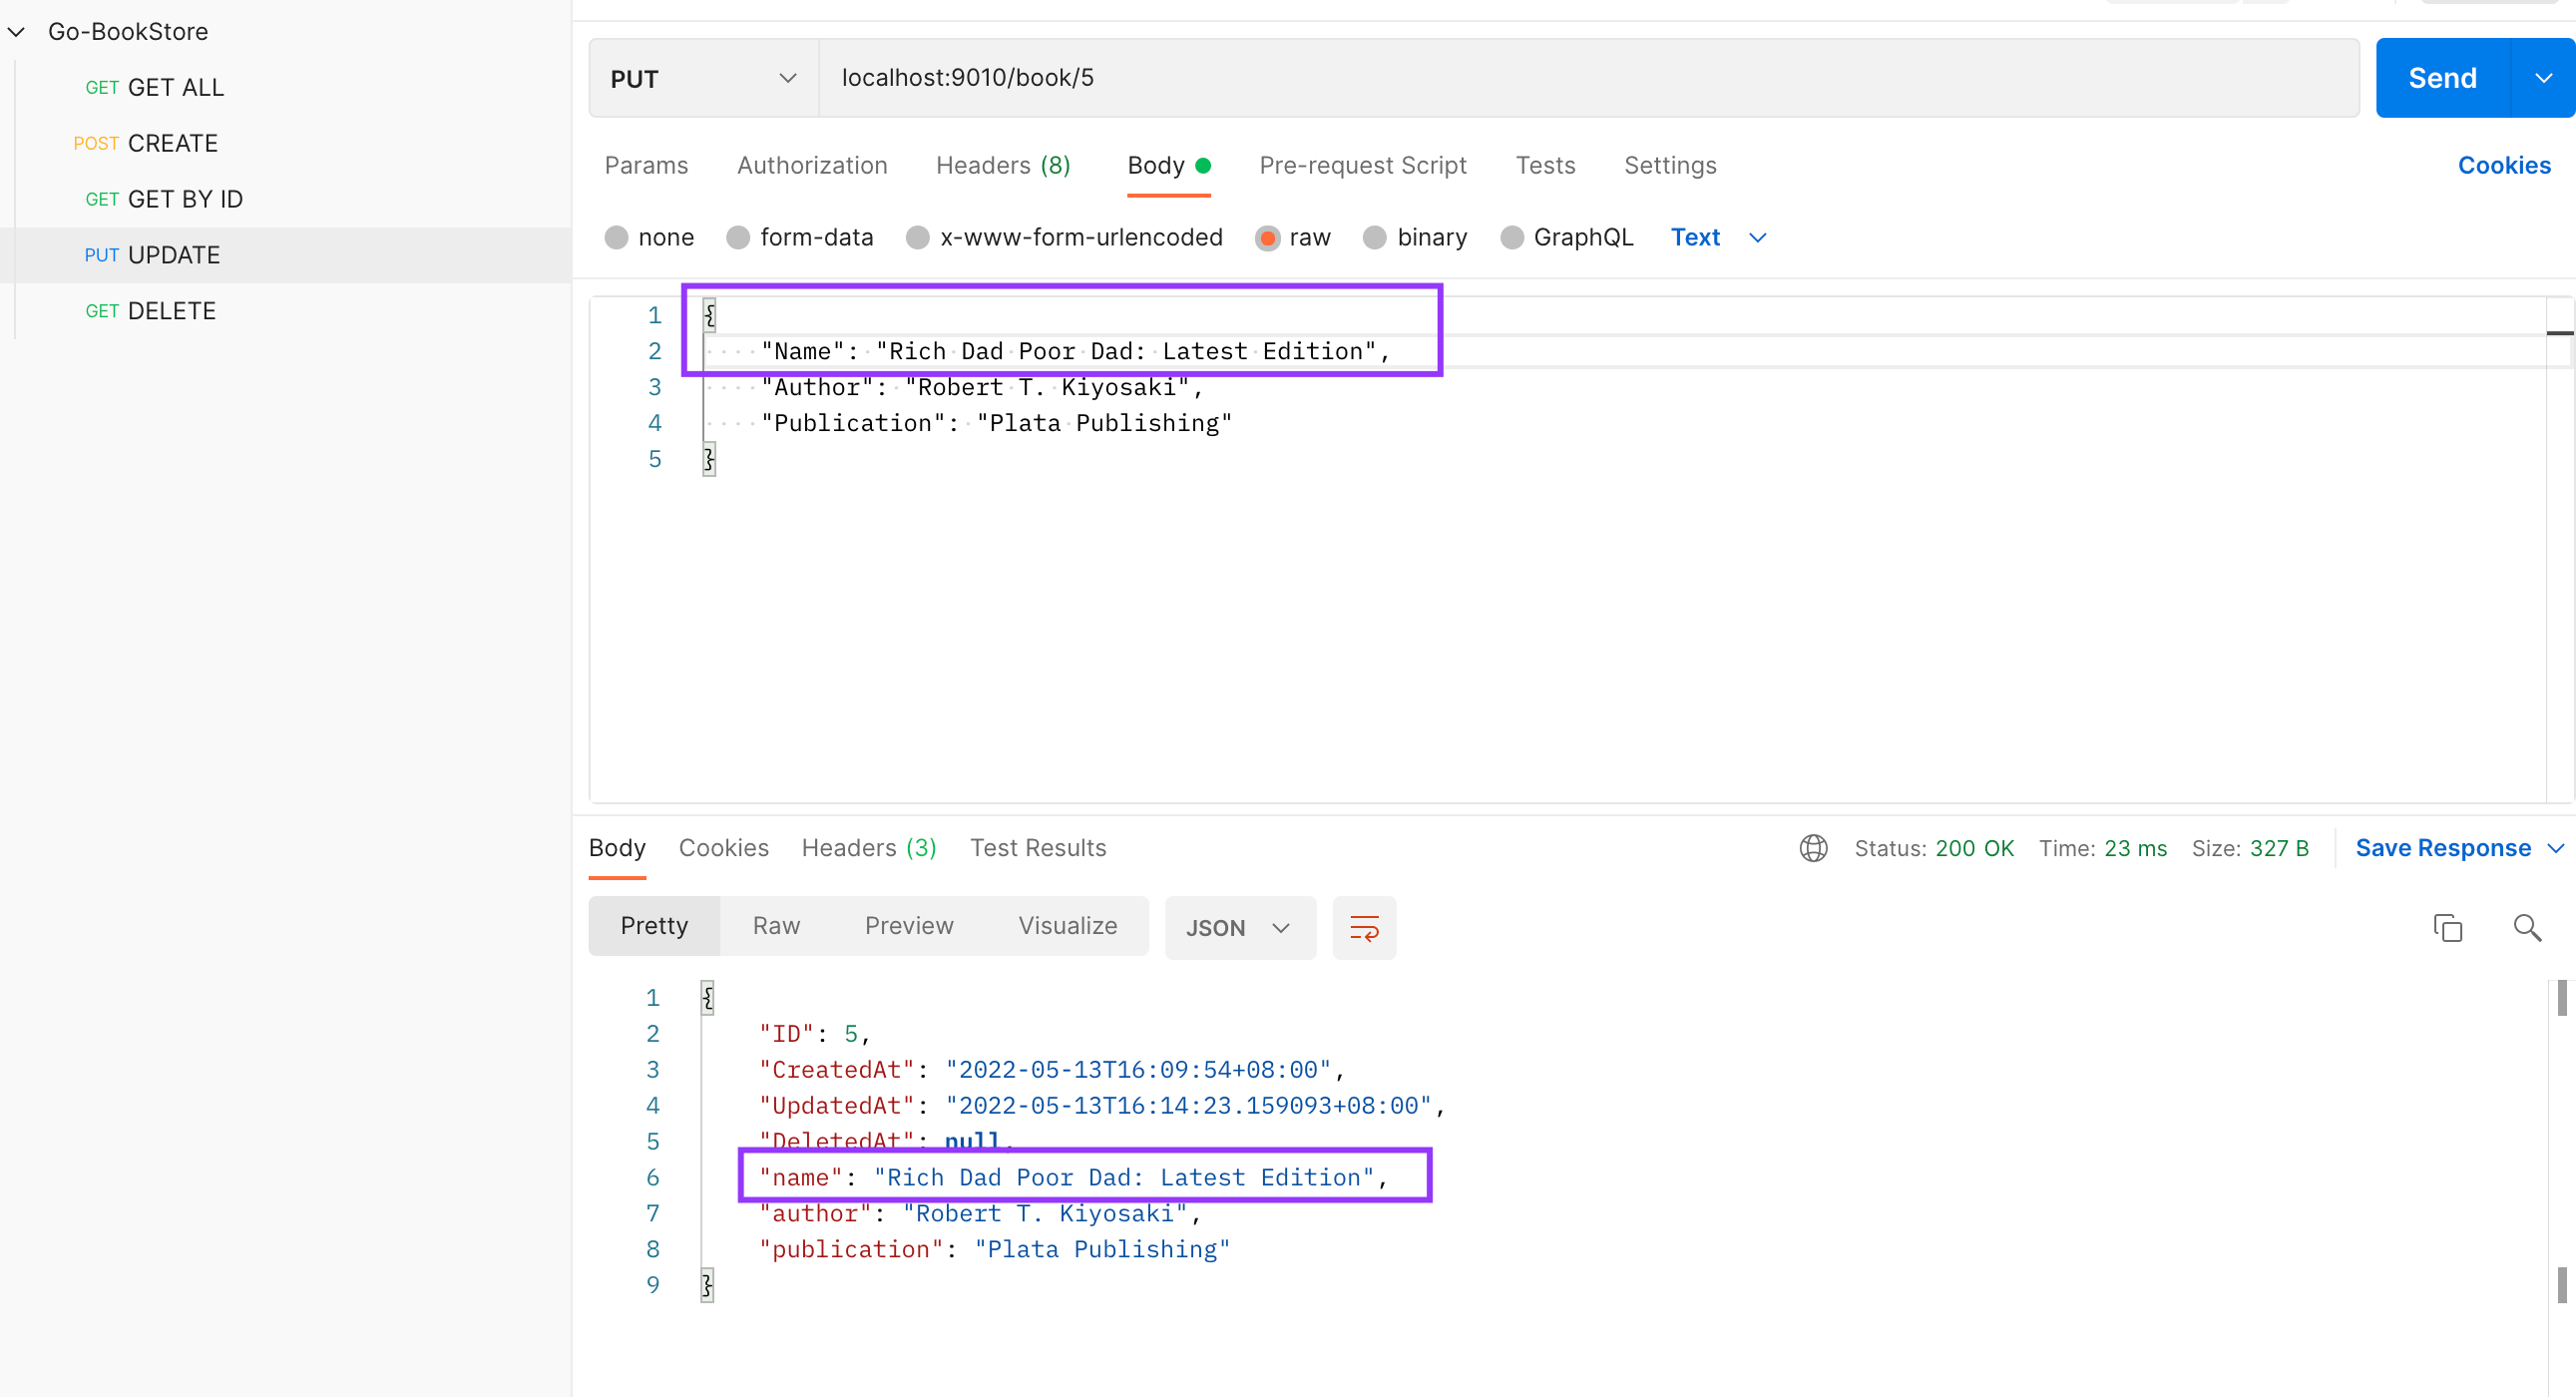 Go-BookStore
GET GET ALL
POST CREATE
GET GET BY ID
PUT UPDATE
GET DELETE
PUT localhost:9010/book/5 Send
Params Authorization Headers (8) Body Pre-request Script Tests Settings Cookies
none form-data x-www-form-urlencoded raw binary GraphQL Text
1 {
2 "Name": "Rich Dad Poor Dad: Latest Edition",
3 "Author": "Robert T. Kiyosaki",
4 "Publication": "Plata Publishing"
5 }
Body Cookies Headers (3) Test Results Status: 200 OK Time: 23 ms Size: 327 B Save Response
Pretty Raw Preview Visualize JSON
1 {
2 "ID": 5,
3 "CreatedAt": "2022-05-13T16:09:54+08:00",
4 "UpdatedAt": "2022-05-13T16:14:23.159093+08:00",
5 "DeletedAt": null,
6 "name": "Rich Dad Poor Dad: Latest Edition",
7 "author": "Robert T. Kiyosaki",
8 "publication": "Plata Publishing"
9 }